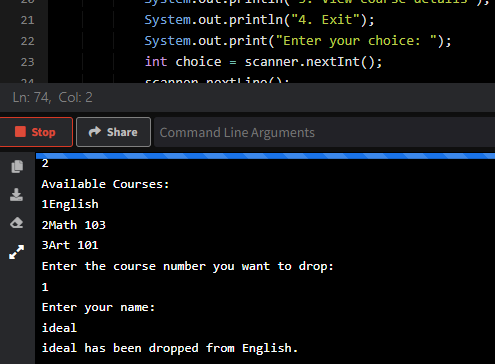 20 System.out.println("3. View course details");
21 System.out.println("4. Exit");
22 System.out.print("Enter your choice: ");
23 int choice = scanner.nextInt();
24 scanner.nextLine();
Ln: 74, Col: 2
Stop Share Command Line Arguments
2
Available Courses:
1English
2Math 103
3Art 101
Enter the course number you want to drop:
1
Enter your name:
ideal
ideal has been dropped from English.